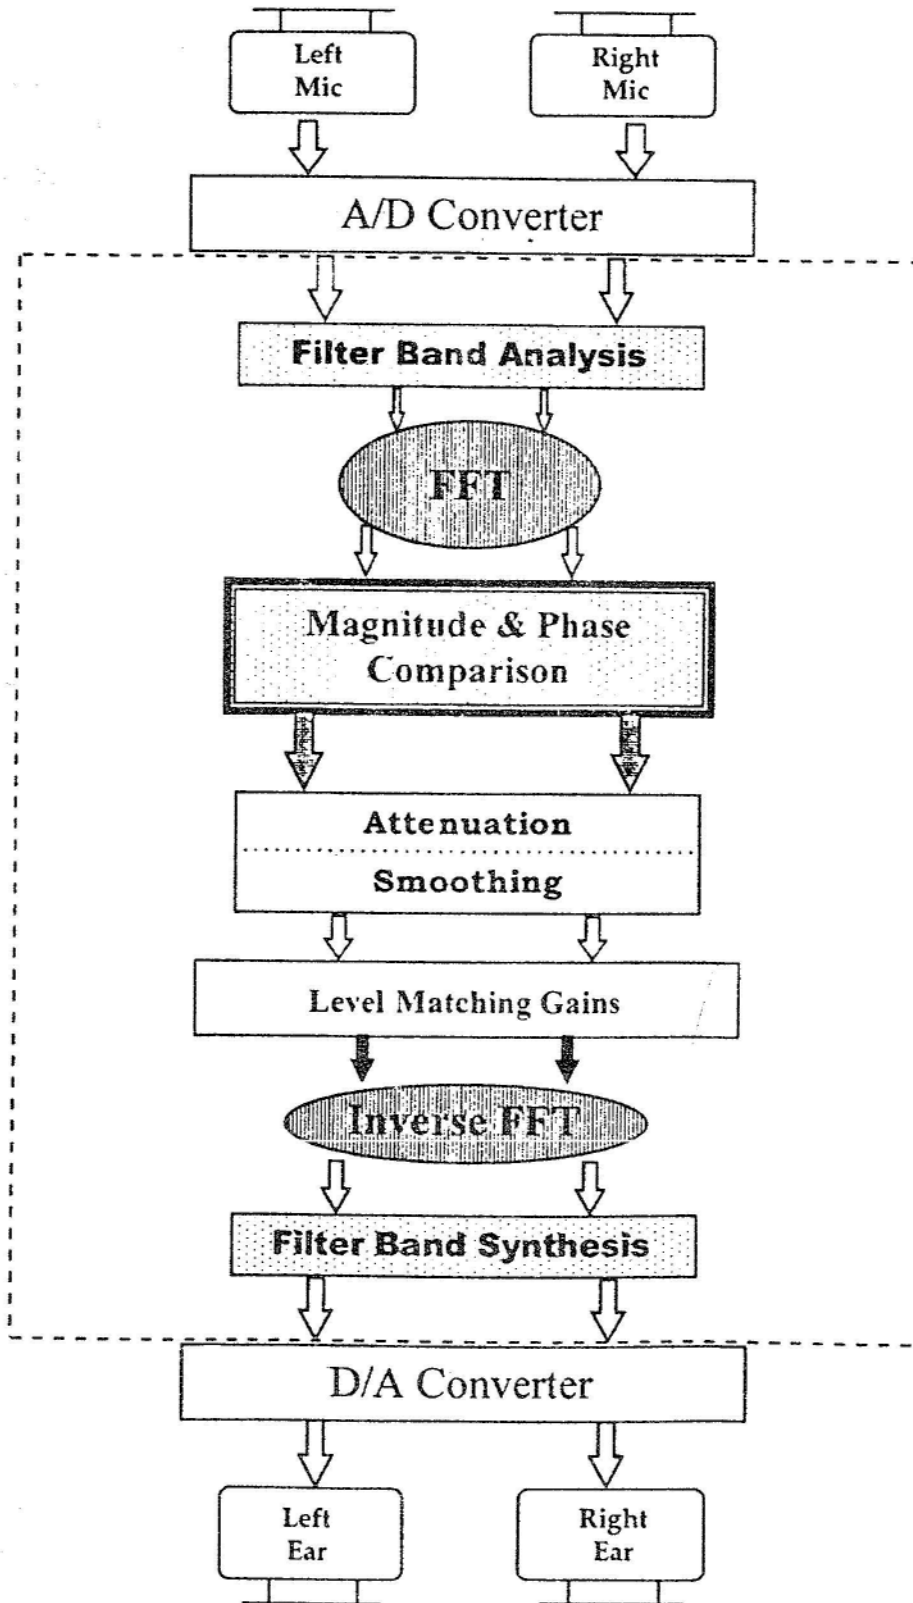 Left
Mic
Right
Mic
A/D Converter
Filter Band Analysis
FFT
Magnitude & Phase
Comparison
Attenuation
Smoothing
Level Matching Gains
Inverse FFT
Filter Band Synthesis
D/A Converter
Left
Ear
Right
Ear